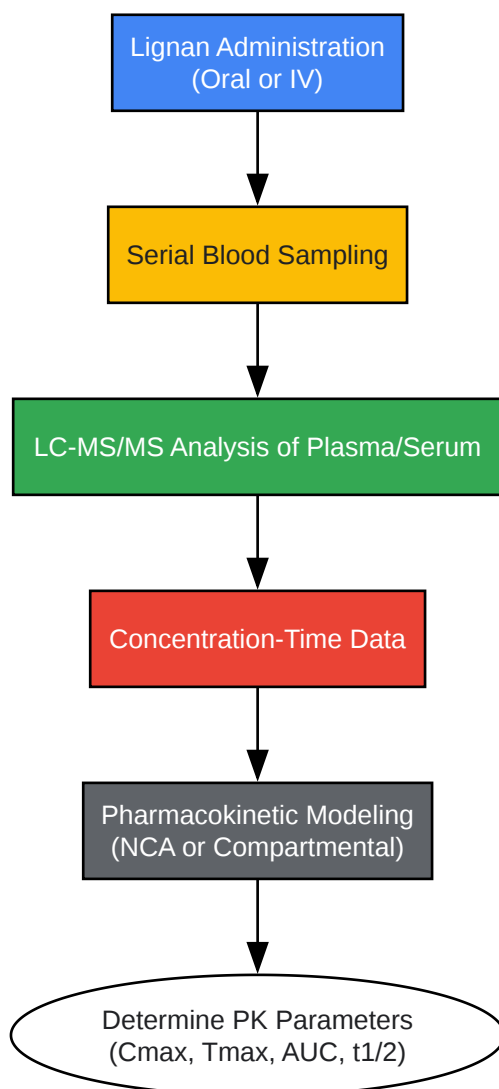 Lignan Administration
(Oral or IV)
Serial Blood Sampling
LC-MS/MS Analysis of Plasma/Serum
Concentration-Time Data
Pharmacokinetic Modeling
(NCA or Compartmental)
Determine PK Parameters
(Cmax, Tmax, AUC, t1/2)